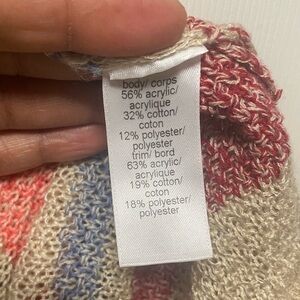 body/ corps
56% acrylic/
acrylique
32% cotton/
coton
12% polyester/
polyester
trim/ bord
63% acrylic/
acrylique
19% cotton/
coton
18% polyester/
polyester